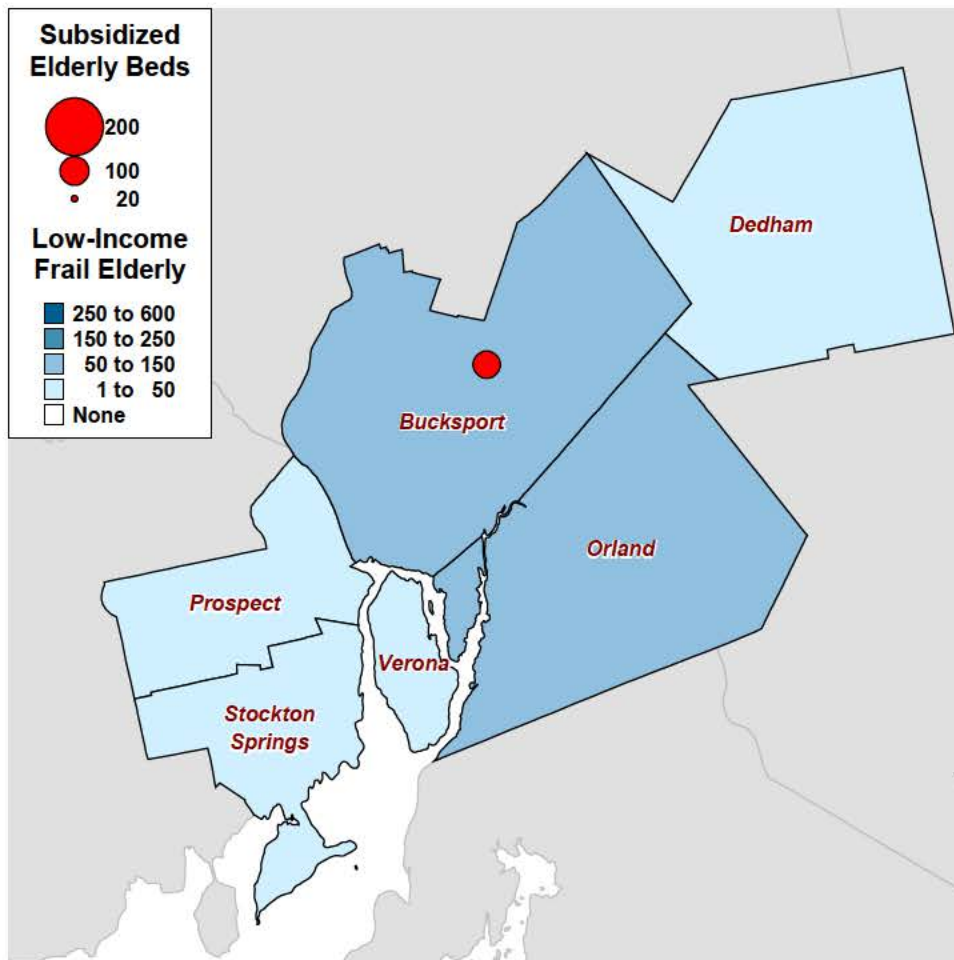 Subsidized
Elderly Beds
200
100
20
Low-Income
Frail Elderly
250 to 600
150 to 250
50 to 150
1 to 50
None
Dedham
Bucksport
Orland
Prospect
Verona
Stockton
Springs